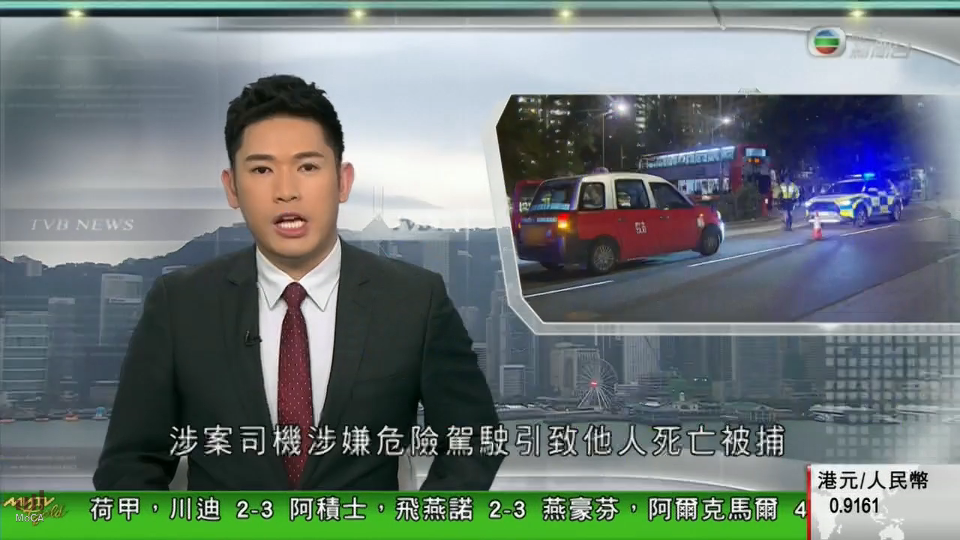 TVB NEWS
涉案司機涉嫌危險駕駛引致他人死亡被捕
荷甲，川迪 2-3 阿積士，飛燕諾 2-3 燕豪芬，阿爾克馬爾 4
港元/人民幣
0.9161
MOCA